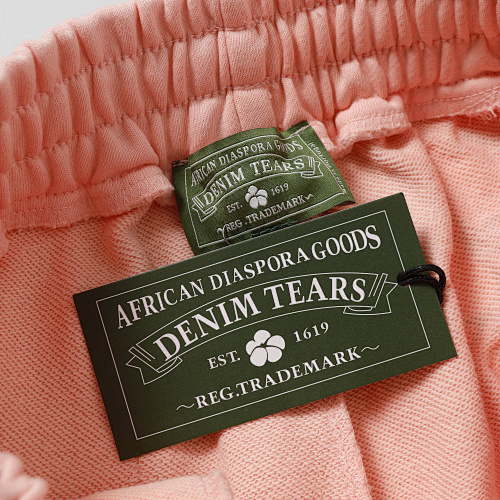 AFRICAN DIASPORA GOODS
DENIM TEARS
EST. 1619
~REG.TRADEMARK~
AFRICAN DIASPORA GOODS
DENIM TEARS
EST. 1619
~REG.TRADEMARK~